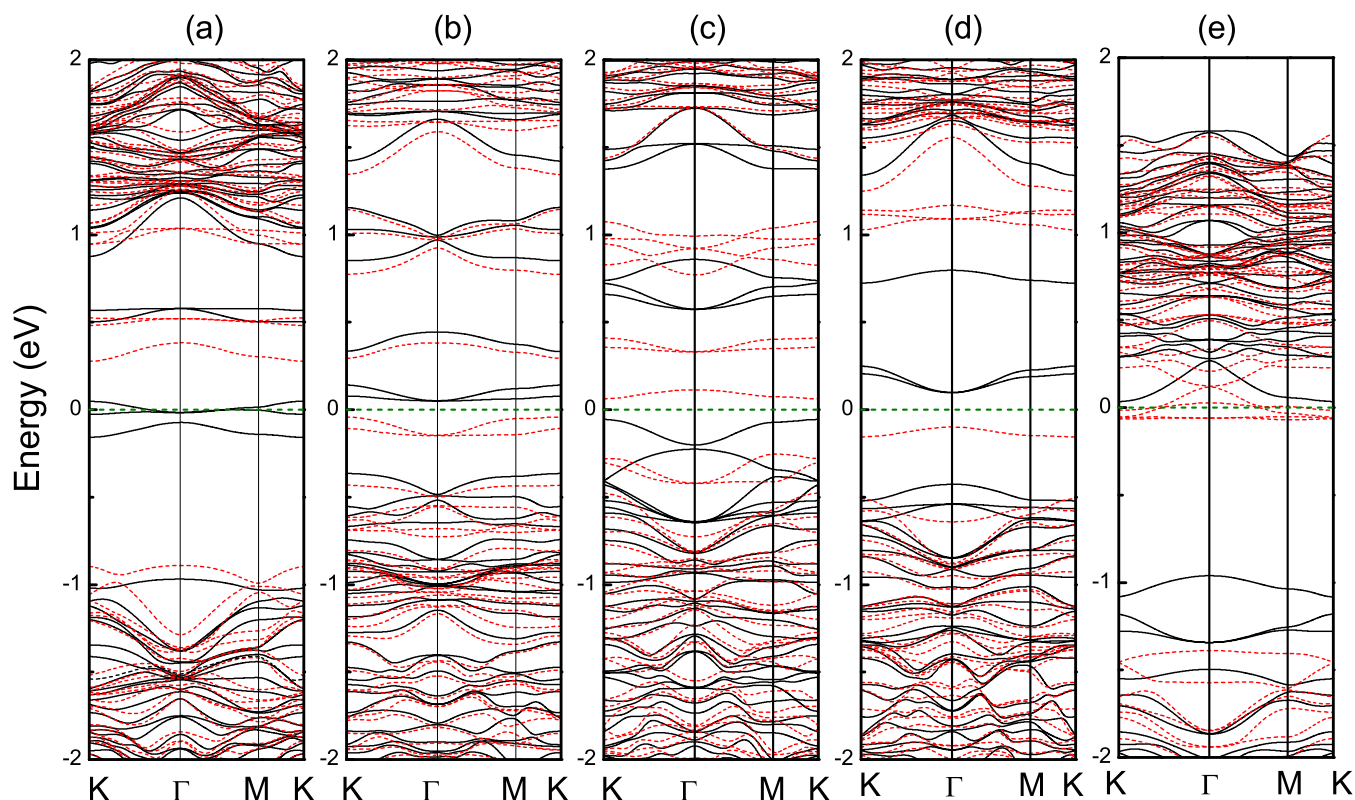 (a) (b) (c) (d) (e)
2 2 2 2 2
1 1 1 1 1
Energy (eV)
0 0 0 0 0
-1 -1 -1 -1 -1
-2 -2 -2 -2 -2
K Γ M K K Γ M K K Γ M K K Γ M K K Γ M K